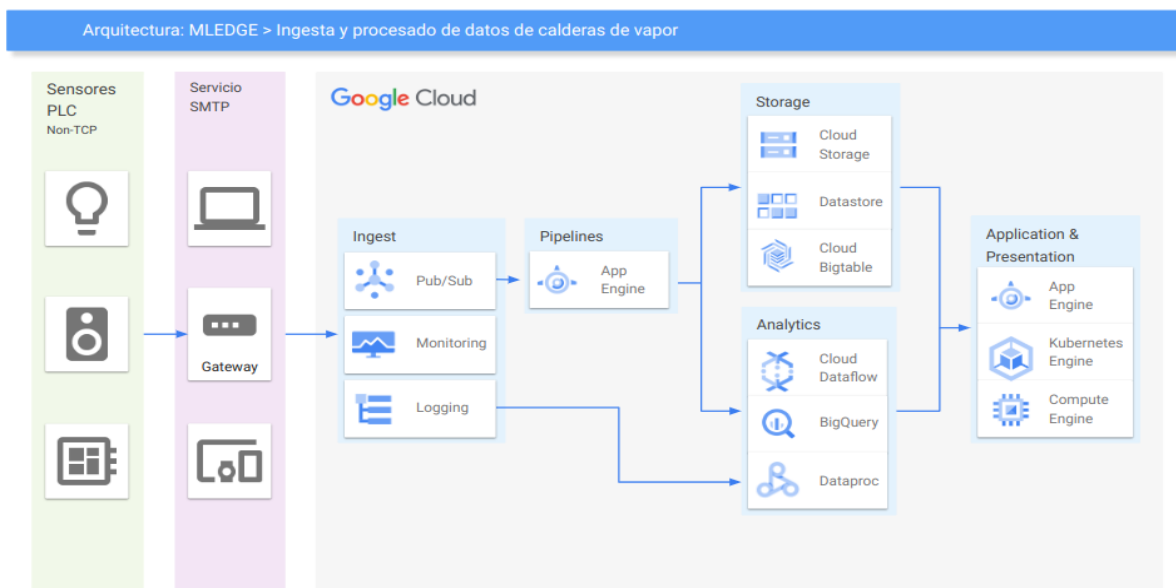 Arquitectura: MLEDGE > Ingesta y procesado de datos de calderas de vapor
Sensores
PLC
Non-TCP
Servicio
SMTP
Gateway
Google Cloud
Ingest
Pub/Sub
Monitoring
Logging
Pipelines
App
Engine
Storage
Cloud
Storage
Datastore
Cloud
Bigtable
Analytics
Cloud
Dataflow
BigQuery
Dataproc
Application &
Presentation
App
Engine
Kubernetes
Engine
Compute
Engine